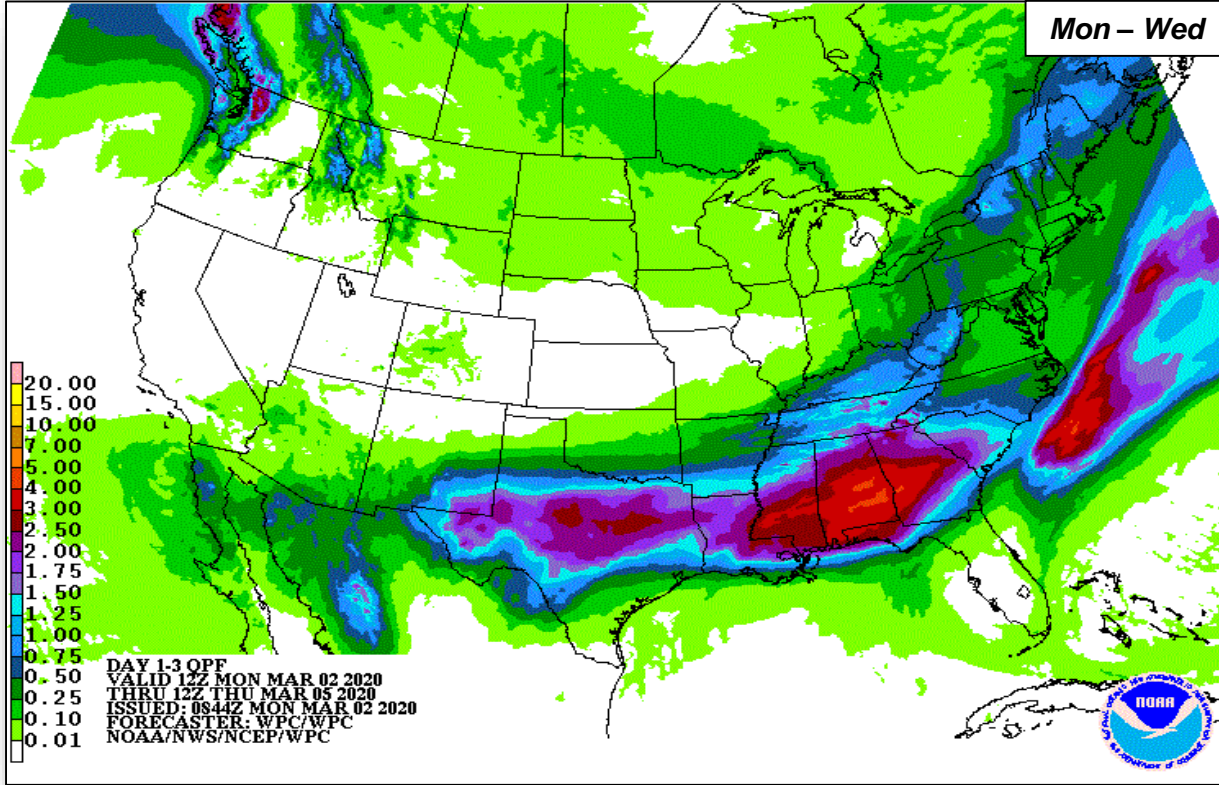 Mon – Wed
20.00
15.00
10.00
7.00
5.00
4.00
3.00
2.50
2.00
1.75
1.50
1.25
1.00
0.75
0.50
0.25
0.10
0.01
DAY 1-3 QPF
VALID 12Z MON MAR 02 2020
THRU 12Z THU MAR 05 2020
ISSUED: 0844Z MON MAR 02 2020
FORECASTER: WPC/WPC
NOAA/NWS/NCEP/WPC
NOAA